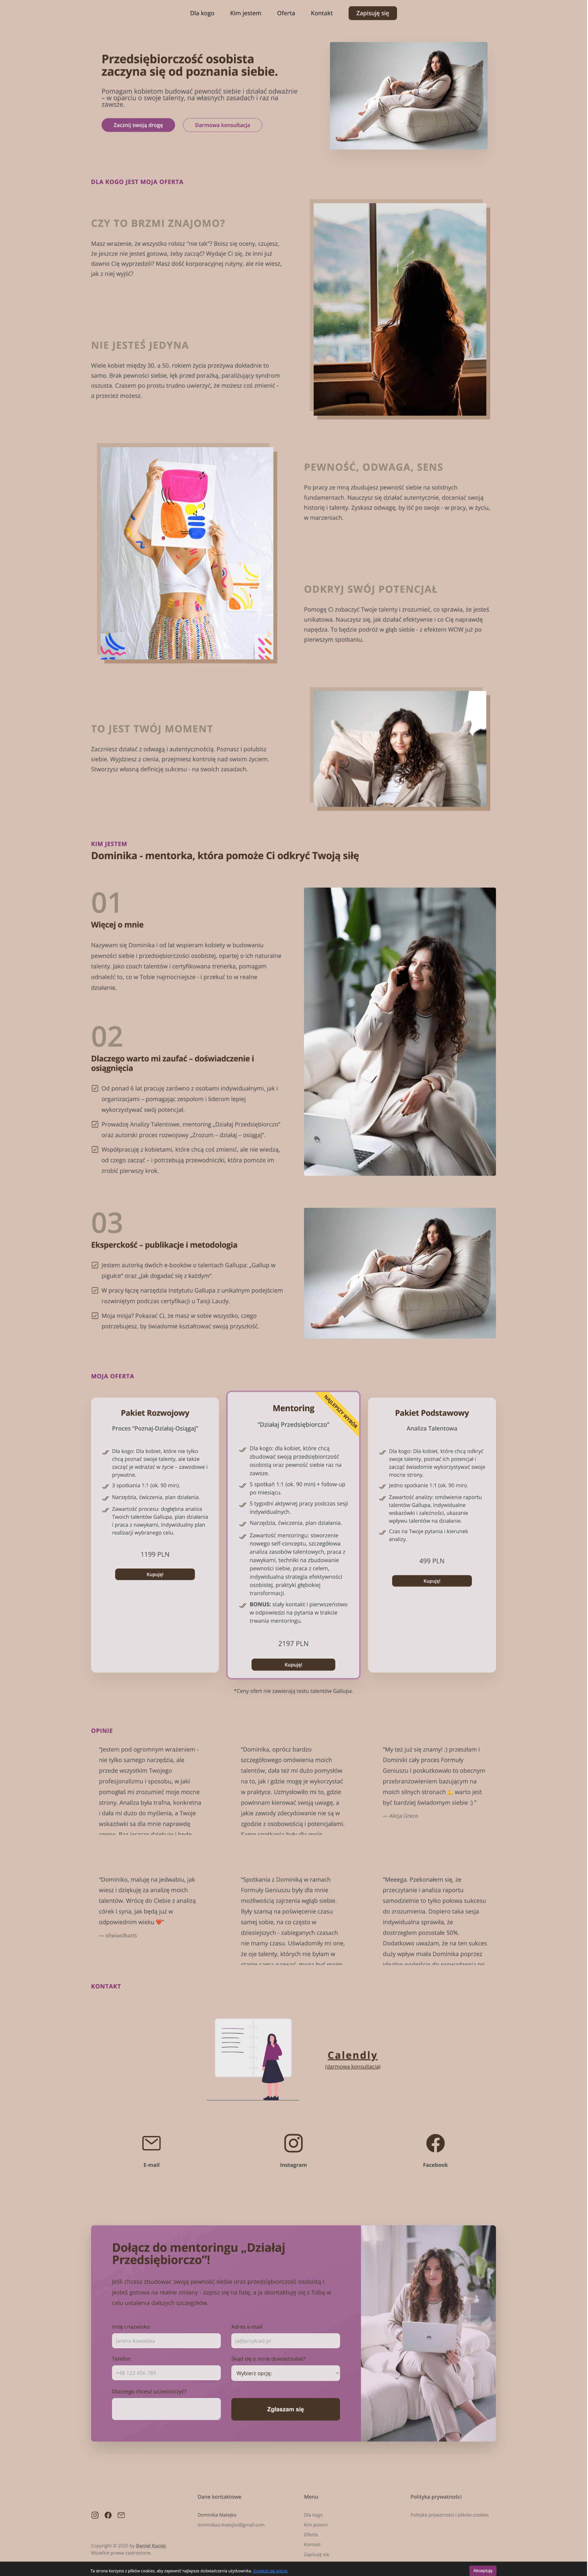 Dla kogo
Kim jestem
Oferta
Kontakt
Zapisuję się
Przedsiębiorczość osobista
zaczyna się od poznania siebie.
Pomagam kobietom budować pewność siebie i działać odważnie
– w oparciu o swoje talenty, na własnych zasadach i raz na
zawsze.
Zacznij swoją drogę
Darmowa konsultacja
DLA KOGO JEST MOJA OFERTA
CZY TO BRZMI ZNAJOMO?
Masz wrażenie, że wszystko robisz "nie tak"? Boisz się oceny, czujesz,
że jeszcze nie jesteś gotowa, żeby zacząć? Wydaje Ci się, że inni już
dawno Cię wyprzedzili? Masz dość korporacyjnej rutyny, ale nie wiesz,
jak z niej wyjść?
NIE JESTEŚ JEDYNA
Wiele kobiet między 30. a 50. rokiem życia przeżywa dokładnie to
samo. Brak pewności siebie, lęk przed porażką, paraliżujący syndrom
oszusta. Czasem po prostu trudno uwierzyć, że możesz coś zmienić -
a przecież możesz.
PEWNOŚĆ, ODWAGA, SENS
Po pracy ze mną zbudujesz pewność siebie na solidnych
fundamentach. Nauczysz się działać autentycznie, doceniać swoją
historię i talenty. Zyskasz odwagę, by iść po swoje - w pracy, w życiu,
w marzeniach.
ODKRYJ SWÓJ POTENCJAŁ
Pomogę Ci zobaczyć Twoje talenty i zrozumieć, co sprawia, że jesteś
unikatowa. Nauczysz się, jak działać efektywnie i co Cię naprawdę
napędza. To będzie podróż w głąb siebie - z efektem WOW już po
pierwszym spotkaniu.
TO JEST TWÓJ MOMENT
Zaczniesz działać z odwagą i autentycznością. Poznasz i polubisz
siebie. Wyjdziesz z cienia, przejmiesz kontrolę nad swoim życiem.
Stworzysz własną definicję sukcesu - na swoich zasadach.
KIM JESTEM
Dominika - mentorka, która pomoże Ci odkryć Twoją siłę
01
Więcej o mnie
Nazywam się Dominika i od lat wspieram kobiety w budowaniu
pewności siebie i przedsiębiorczości osobistej, opartej o ich naturalne
talenty. Jako coach talentów i certyfikowana trenerka, pomagam
odnaleźć to, co w Tobie najmocniejsze - i przekuć to w realne
działanie.
02
Dlaczego warto mi zaufać – doświadczenie i
osiągnięcia
Od ponad 6 lat pracuję zarówno z osobami indywidualnymi, jak i
organizacjami – pomagając zespołom i liderom lepiej
wykorzystywać swój potencjał.
Prowadzę Analizy Talentowe, mentoring „Działaj Przedsiębiorczo”
oraz autorski proces rozwojowy „Zrozum – działaj – osiągaj”.
Współpracuję z kobietami, które chcą coś zmienić, ale nie wiedzą,
od czego zacząć – i potrzebują przewodniczki, która pomoże im
zrobić pierwszy krok.
03
Eksperckość – publikacje i metodologia
Jestem autorką dwóch e-booków o talentach Gallupa: „Gallup w
pigułce” oraz „Jak dogadać się z każdym”.
W pracy łączę narzędzia Instytutu Gallupa z unikalnym podejściem
rozwiniętym podczas certyfikacji u Taisji Laudy.
Moja misja? Pokazać Ci, że masz w sobie wszystko, czego
potrzebujesz, by świadomie kształtować swoją przyszłość.
MOJA OFERTA
Pakiet Rozwojowy
Proces "Poznaj-Działaj-Osiągaj"
Dla kogo: Dla kobiet, które nie tylko
chcą poznać swoje talenty, ale także
zacząć je wdrażać w życie – zawodowe i
prywatne.
3 spotkania 1:1 (ok. 90 min).
Narzędzia, ćwiczenia, plan działania.
Zawartość procesu: dogłębna analiza
Twoich talentów Gallupa, plan działania
i praca z nawykami, indywidualny plan
realizacji wybranego celu.
1199 PLN
Kupuję!
NAJLEPSZY WYBÓR
Mentoring
"Działaj Przedsiębiorczo"
Dla kogo: dla kobiet, które chcą
zbudować swoją przedsiębiorczość
osobistą oraz pewność siebie raz na
zawsze.
5 spotkań 1:1 (ok. 90 min) + follow-up
po miesiącu.
5 tygodni aktywnej pracy podczas sesji
indywidualnych.
Narzędzia, ćwiczenia, plan działania.
Zawartość mentoringu: stworzenie
nowego self-conceptu, szczegółowa
analiza zasobów talentowych, praca z
nawykami, techniki na zbudowanie
pewności siebie, praca z celem,
indywidualna strategia efektywności
osobistej, praktyki głębokiej
transformacji.
BONUS: stały kontakt i pierwszeństwo
w odpowiedzi na pytania w trakcie
trwania mentoringu.
2197 PLN
Kupuję!
Pakiet Podstawowy
Analiza Talentowa
Dla kogo: Dla kobiet, które chcą odkryć
swoje talenty, poznać ich potencjał i
zacząć świadomie wykorzystywać swoje
mocne strony.
Jedno spotkanie 1:1 (ok. 90 min).
Zawartość analizy: omówienie raportu
talentów Gallupa, indywidualne
wskazówki i zależności, ukazanie
wpływu talentów na działanie.
Czas na Twoje pytania i kierunek
analizy.
499 PLN
Kupuję!
*Ceny ofert nie zawierają testu talentów Gallupa.
OPINIE
"Jestem pod ogromnym wrażeniem -
nie tylko samego narzędzia, ale
przede wszystkim Twojego
profesjonalizmu i sposobu, w jaki
pomogłaś mi zrozumieć moje mocne
strony. Analiza była trafna, konkretna
i dała mi dużo do myślenia, a Twoje
wskazówki są dla mnie naprawdę
"Dominika, oprócz bardzo
szczegółowego omówienia moich
talentów, dała też mi dużo pomysłów
na to, jak i gdzie mogę je wykorzystać
w praktyce. Uzmysłowiło mi to, gdzie
powinnam kierować swoją uwagę, a
jakie zawody zdecydowanie nie są w
zgodzie z osobowością i potencjałami.
"My też już się znamy! :) przeszłam i
Dominiki cały proces Formuły
Geniuszu i poskutkowało to obecnym
przebranżowieniem bazującym na
moich silnych stronach 💪 warto jest
być bardziej świadomym siebie :) "
— Alicja Greco
"Dominiko, maluję na jedwabiu, jak
wiesz i dziękuję za analizę moich
talentów. Wrócę do Ciebie z analizą
córek i syna, jak będą już w
odpowiednim wieku ❤️"
— oliwiasilkarts
"Spotkania z Dominiką w ramach
Formuły Geniuszu były dla mnie
możliwością zajrzenia wgłąb siebie.
Były szansą na poświęcenie czasu
samej sobie, na co często w
dzisiejszych - zabieganych czasach
nie mamy czasu. Uświadomiły mi one,
że oje talenty, których nie byłam w
"Meeega. Przekonałem się, że
przeczytanie i analiza raportu
samodzielnie to tylko połowa sukcesu
do zrozumienia. Dopiero taka sesja
indywidualna sprawiła, że
dostrzegłem pozostałe 50%.
Dodatkowo uważam, że na ten sukces
duży wpływ miała Dominika poprzez
KONTAKT
Calendly
(darmowa konsultacja)
E-mail
Instagram
Facebook
Dołącz do mentoringu „Działaj
Przedsiębiorczo"!
Jeśli chcesz zbudować swoją pewność siebie oraz przedsiębiorczość osobistą i
jesteś gotowa na realne zmiany - zapisz się na listę, a ja skontaktuję się z Tobą w
celu ustalenia dalszych szczegółów.
Imię i nazwisko
Adres e-mail
Janina Kowalska
ja@przyklad.pl
Telefon
Skąd się o mnie dowiedziałaś?
+48 123 456 789
Wybierz opcję:
Dlaczego chcesz uczestniczyć?
Zgłaszam się
Dane kontaktowe
Dominika Matejko
dominikaa.matejko@gmail.com
Menu
Dla kogo
Kim jestem
Oferta
Kontakt
Zapisuję się
Polityka prywatności
Polityka prywatności i plików cookies
Copyright © 2025 by Daniel Kocięl
Wszelkie prawa zastrzeżone.
Ta strona korzysta z plików cookies, aby zapewnić najlepsze doświadczenia użytkownika. Dowiedz się więcej.
Akceptuję